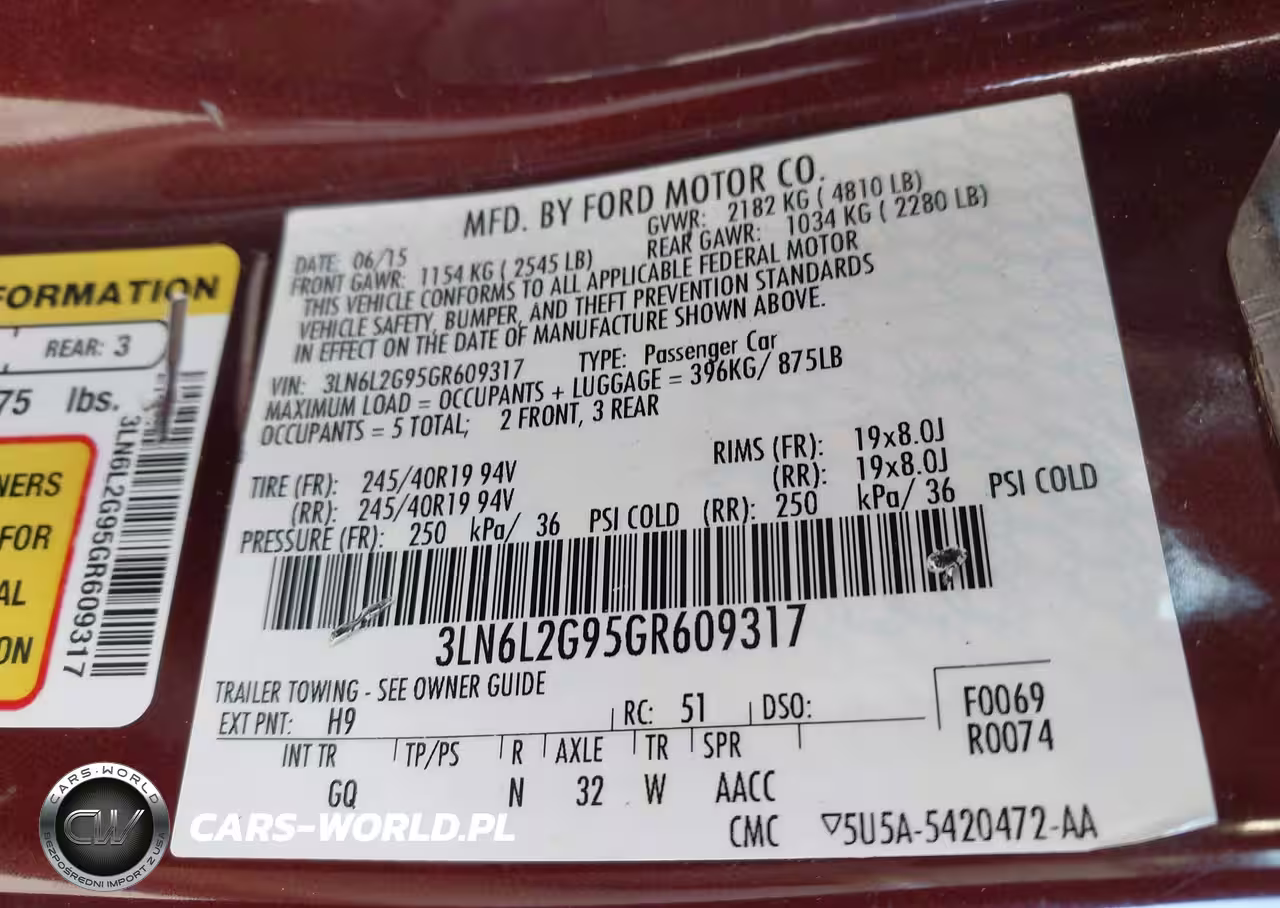 MFD. BY FORD MOTOR CO.
DATE: 06/15 GVWR: 2182 KG ( 4810 LB)
FRONT GAWR: 1154 KG ( 2545 LB) REAR GAWR: 1034 KG ( 2280 LB)
THIS VEHICLE CONFORMS TO ALL APPLICABLE FEDERAL MOTOR
VEHICLE SAFETY, BUMPER, AND THEFT PREVENTION STANDARDS
IN EFFECT ON THE DATE OF MANUFACTURE SHOWN ABOVE.
VIN: 3LN6L2G95GR609317 TYPE: Passenger Car
MAXIMUM LOAD = OCCUPANTS + LUGGAGE = 396KG/ 875LB
OCCUPANTS = 5 TOTAL; 2 FRONT, 3 REAR
TIRE (FR): 245/40R19 94V RIMS (FR): 19x8.0J
(RR): 245/40R19 94V (RR): 19x8.0J
PRESSURE (FR): 250 kPa/ 36 PSI COLD (RR): 250 kPa/ 36 PSI COLD
3LN6L2G95GR609317
TRAILER TOWING - SEE OWNER GUIDE
EXT PNT: H9 RC: 51 DSO: F0069
R0074
INT TR TP/PS R AXLE TR SPR
GQ N 32 W AACC
CMC ▽5U5A-5420472-AA
FORMATION
REAR: 3
75 lbs.
3LN6L2G95GR609317
NERS
FOR
AL
ON
CARS-WORLD
CW
BEZPOŚREDNI IMPORT Z USA
CARS-WORLD.PL